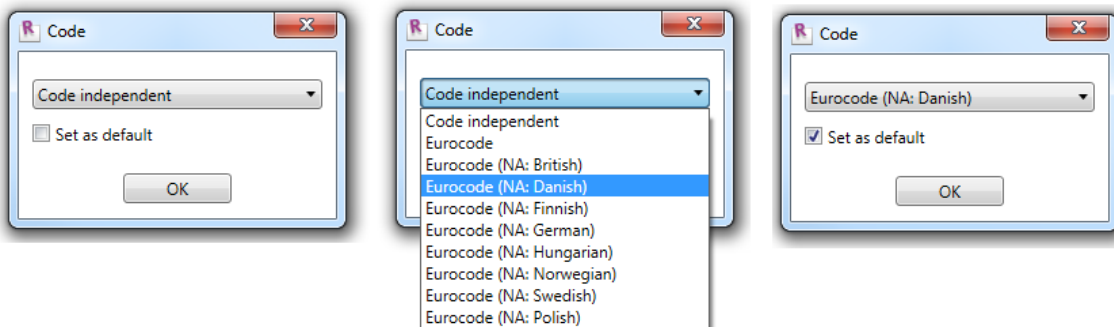 Code
Code independent
Set as default
OK
Code
Code independent
Code independent
Eurocode
Eurocode (NA: British)
Eurocode (NA: Danish)
Eurocode (NA: Finnish)
Eurocode (NA: German)
Eurocode (NA: Hungarian)
Eurocode (NA: Norwegian)
Eurocode (NA: Swedish)
Eurocode (NA: Polish)
Code
Eurocode (NA: Danish)
Set as default
OK